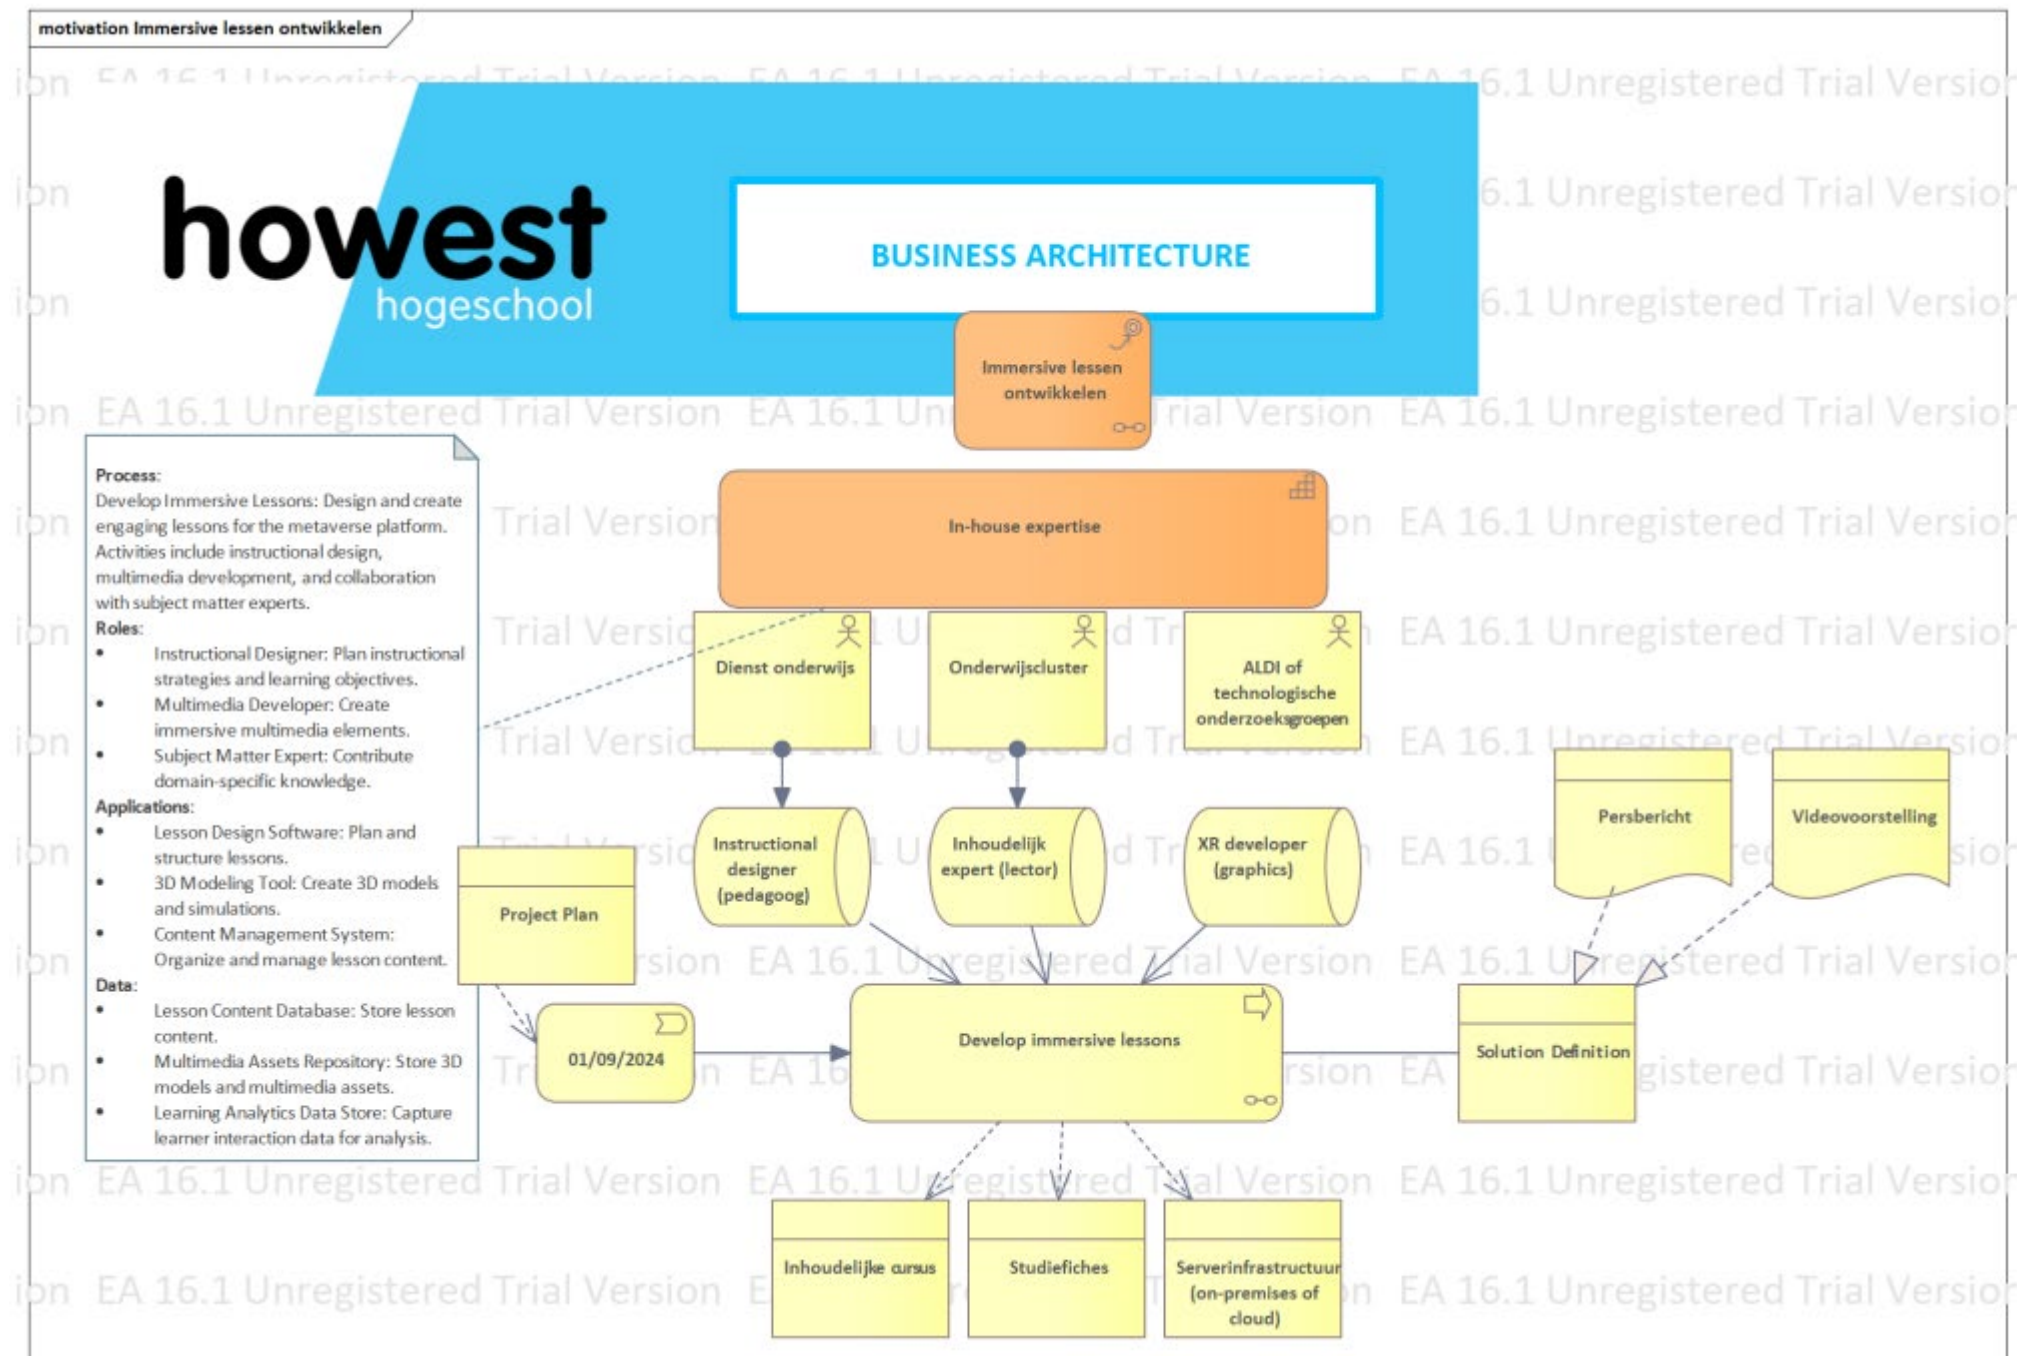 motivation Immersive lessen ontwikkelen
howest
hogeschool
BUSINESS ARCHITECTURE
Immersive lessen
ontwikkelen
In-house expertise
Process:
Develop Immersive Lessons: Design and create
engaging lessons for the metaverse platform.
Activities include instructional design,
multimedia development, and collaboration
with subject matter experts.
Roles:
• Instructional Designer: Plan instructional
strategies and learning objectives.
• Multimedia Developer: Create
immersive multimedia elements.
• Subject Matter Expert: Contribute
domain-specific knowledge.
Applications:
• Lesson Design Software: Plan and
structure lessons.
• 3D Modeling Tool: Create 3D models
and simulations.
• Content Management System:
Organize and manage lesson content.
Data:
• Lesson Content Database: Store lesson
content.
• Multimedia Assets Repository: Store 3D
models and multimedia assets.
• Learning Analytics Data Store: Capture
learner interaction data for analysis.
Dienst onderwijs
Onderwijscluster
ALDI of
technologische
onderzoeksgroepen
Instructional
designer
(pedagoog)
Inhoudelijk
expert (lector)
XR developer
(graphics)
Persbericht
Videovoorstelling
Project Plan
01/09/2024
Develop immersive lessons
Solution Definition
Inhoudelijke cursus
Studiefiches
Serverinfrastructuur
(on-premises of
cloud)
EA 16.1 Unregistered Trial Version